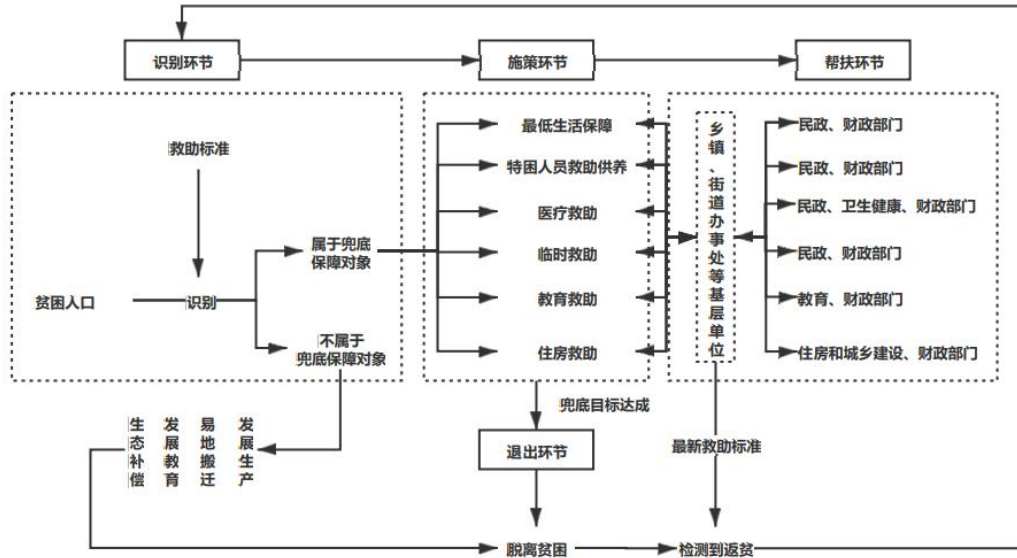 识别环节
施策环节
帮扶环节
救助标准
贫困人口
识别
属于兜底
保障对象
不属于
兜底保障对象
最低生活保障
特困人员救助供养
医疗救助
临时救助
教育救助
住房救助
乡镇、街道办事处等基层单位
民政、财政部门
民政、财政部门
民政、卫生健康、财政部门
民政、财政部门
教育、财政部门
住房和城乡建设、财政部门
生态补偿
发展教育
易地搬迁
发展生产
兜底目标达成
退出环节
最新救助标准
脱离贫困
检测到返贫